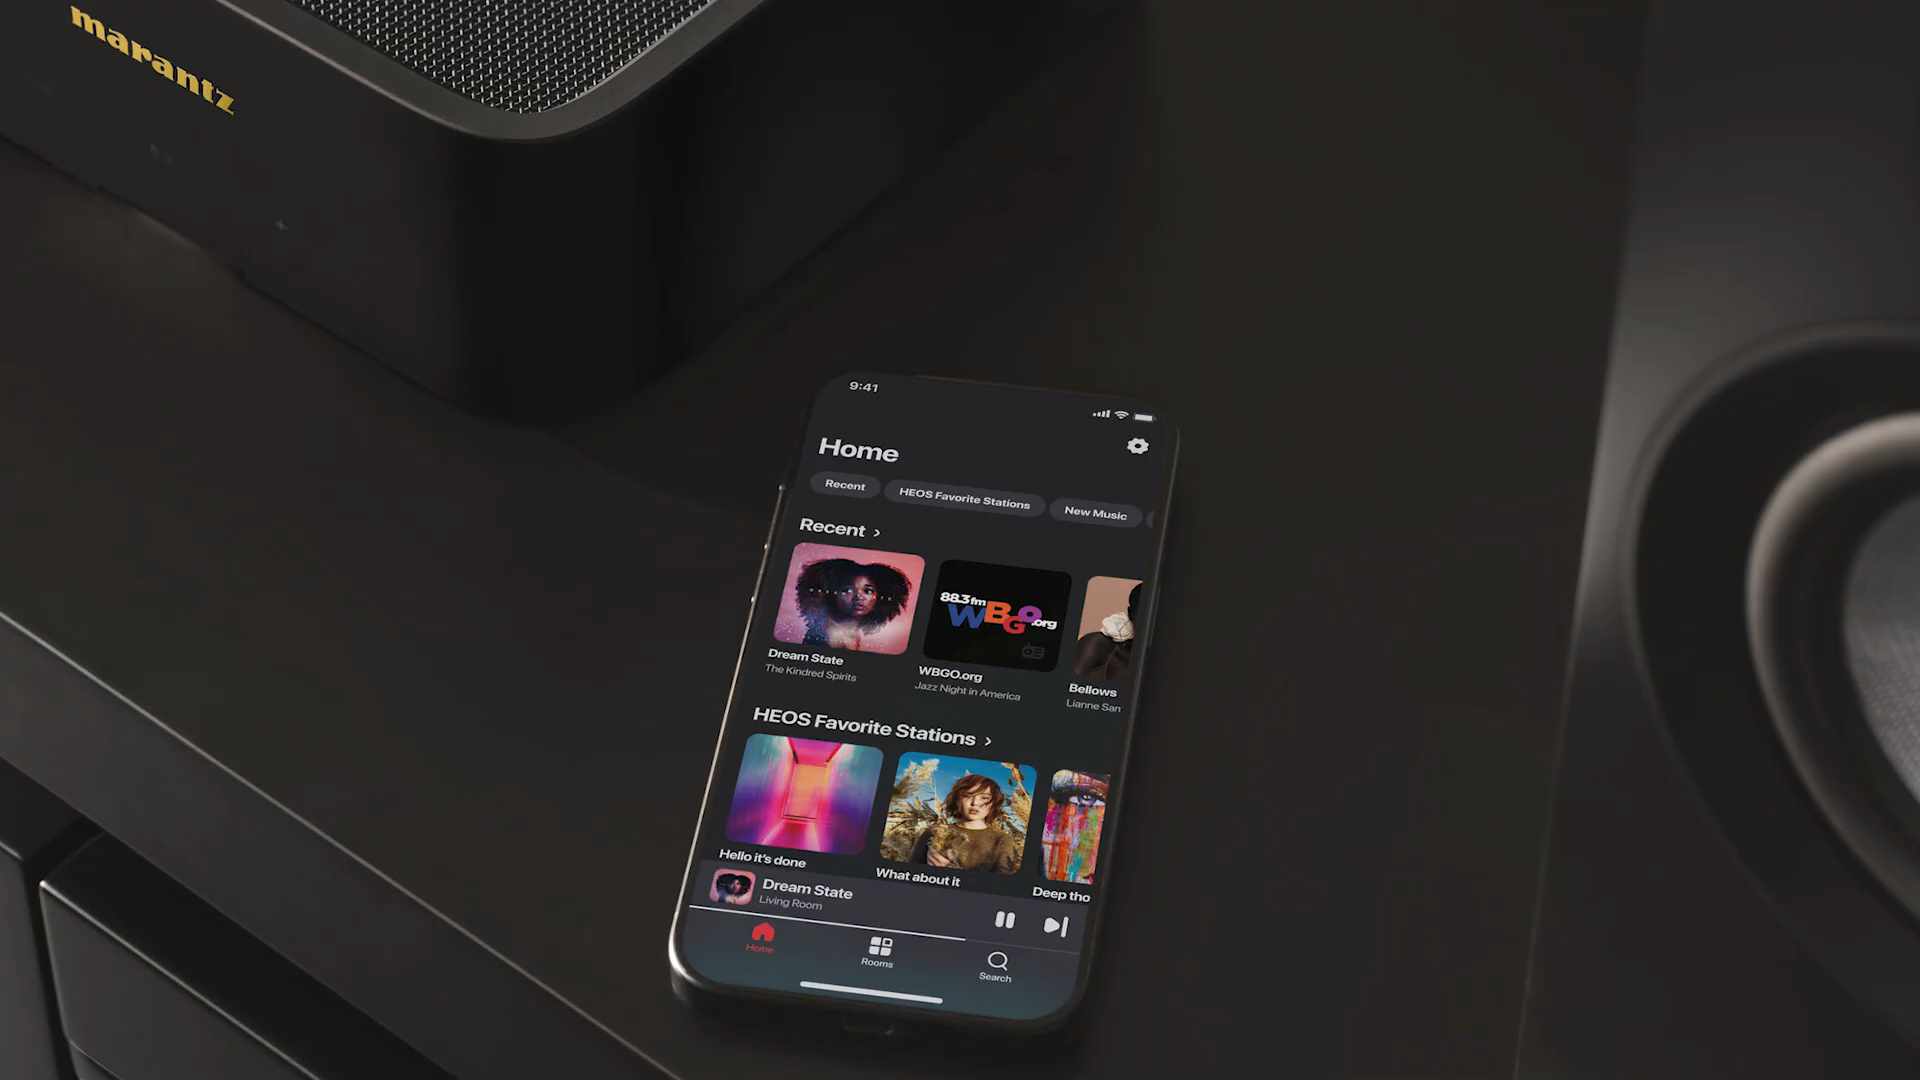 marantz
9:41
Home
Recent
HEOS Favorite Stations
New Music
Recent
88.3fm
WBGO.org
Dream State
The Kindred Spirits
WBGO.org
Jazz Night in America
Bellows
Lianne San
HEOS Favorite Stations
Hello it's done
What about it
Deep tho
Dream State
Living Room
Home
Rooms
Search